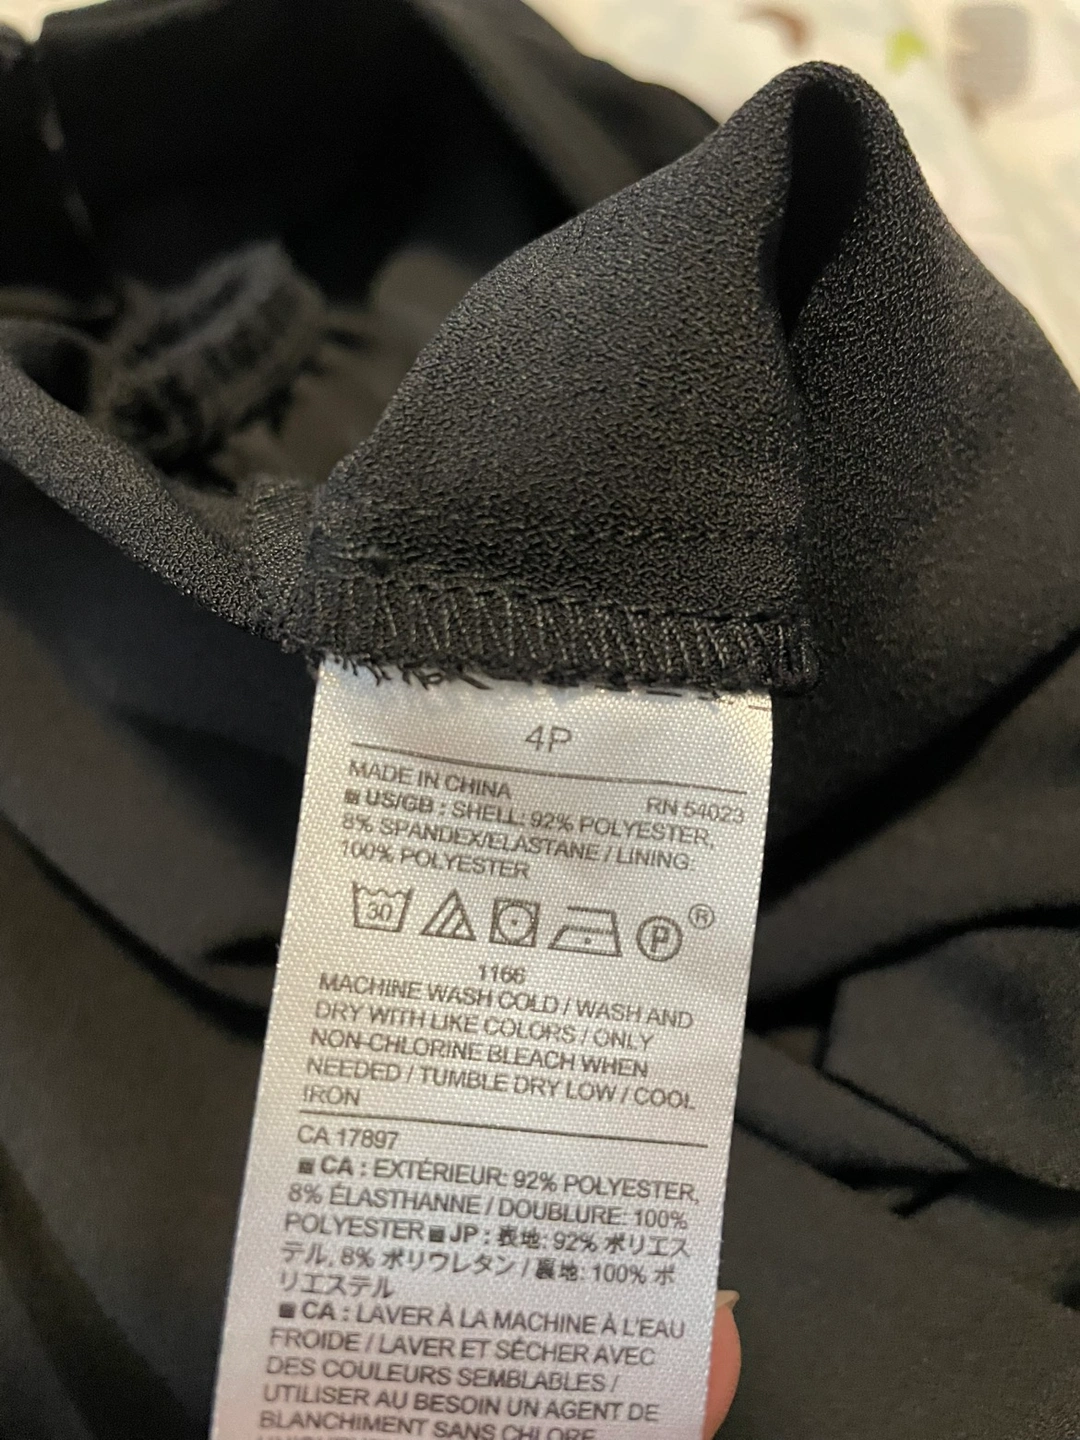 4P
MADE IN CHINA RN 54023
■ US/GB : SHELL: 92% POLYESTER,
8% SPANDEX/ELASTANE / LINING:
100% POLYESTER
30 P ®
1166
MACHINE WASH COLD / WASH AND
DRY WITH LIKE COLORS / ONLY
NON-CHLORINE BLEACH WHEN
NEEDED / TUMBLE DRY LOW / COOL
IRON
CA 17897
■ CA : EXTÉRIEUR: 92% POLYESTER,
8% ÉLASTHANNE / DOUBLURE: 100%
POLYESTER ■ JP : 表地: 92% ポリエス
テル, 8% ポリウレタン / 裏地: 100% ポ
リエステル
■ CA : LAVER À LA MACHINE À L'EAU
FROIDE / LAVER ET SÉCHER AVEC
DES COULEURS SEMBLABLES /
UTILISER AU BESOIN UN AGENT DE
BLANCHIMENT SANS CHLORE